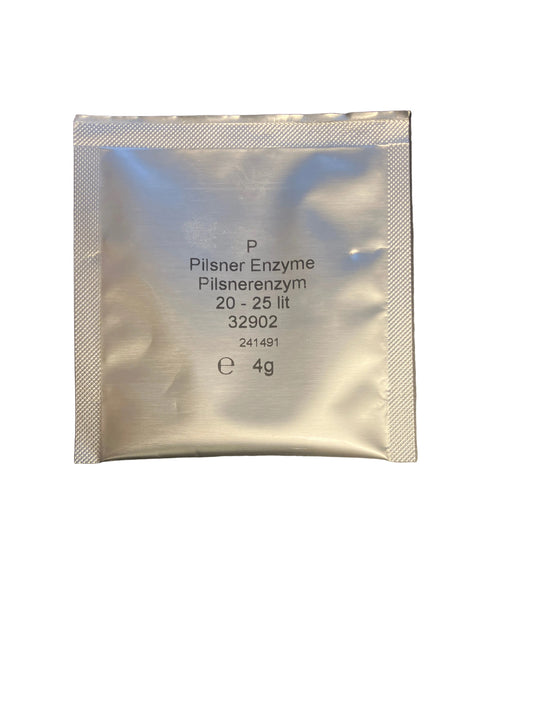 P
Pilsner Enzyme
Pilsnerenzym
20 - 25 lit
32902
241491
℮ 4g